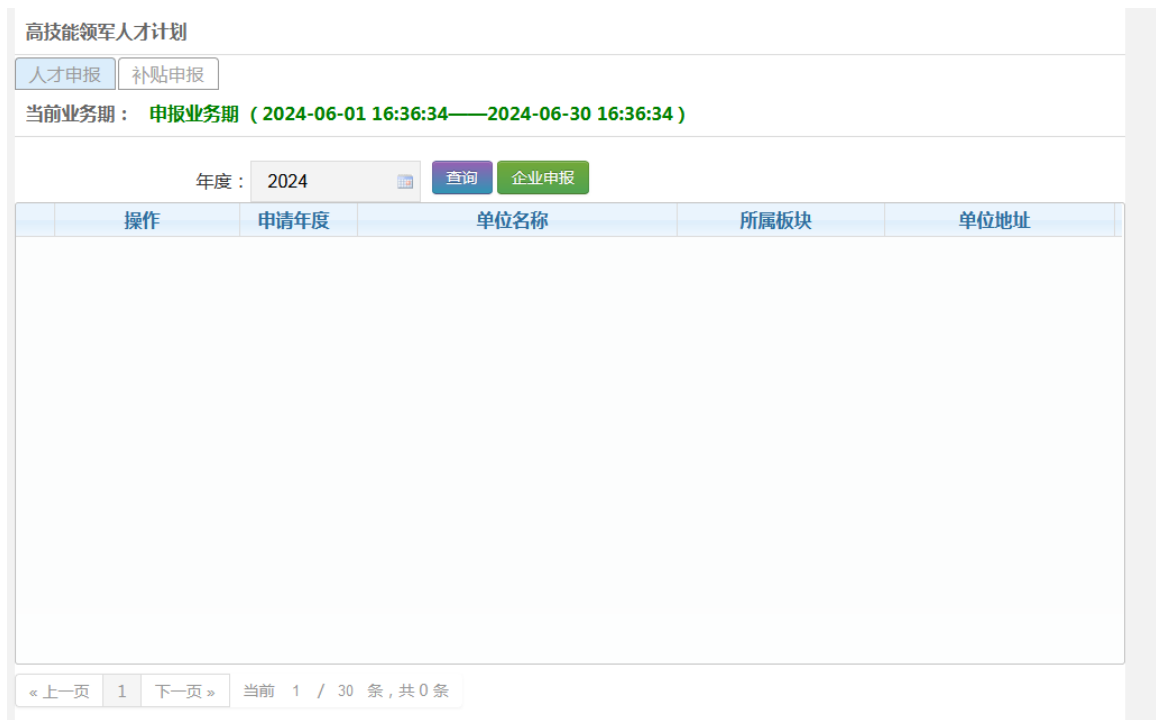 高技能领军人才计划
人才申报 补贴申报
当前业务期： 申报业务期（2024-06-01 16:36:34——2024-06-30 16:36:34）
年度： 2024 查询 企业申报
操作 申请年度 单位名称 所属板块 单位地址
« 上一页 1 下一页 » 当前 1 / 30 条，共 0 条